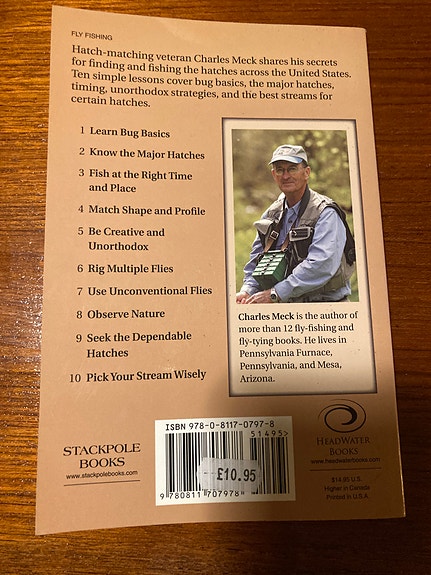 FLY FISHING
Hatch-matching veteran Charles Meck shares his secrets
for finding and fishing the hatches across the United States.
Ten simple lessons cover bug basics, the major hatches,
timing, unorthodox strategies, and the best streams for
certain hatches.
1 Learn Bug Basics
2 Know the Major Hatches
3 Fish at the Right Time
and Place
4 Match Shape and Profile
5 Be Creative and
Unorthodox
6 Rig Multiple Flies
7 Use Unconventional Flies
8 Observe Nature
9 Seek the Dependable
Hatches
10 Pick Your Stream Wisely
Charles Meck is the author of
more than 12 fly-fishing and
fly-tying books. He lives in
Pennsylvania Furnace,
Pennsylvania, and Mesa,
Arizona.
STACKPOLE
BOOKS
www.stackpolebooks.com
ISBN 978-0-8117-0797-8
51495>
£10.95
9 780811 707978
HEADWATER
BOOKS
www.headwaterbooks.com
$14.95 U.S.
Higher in Canada
Printed in U.S.A.